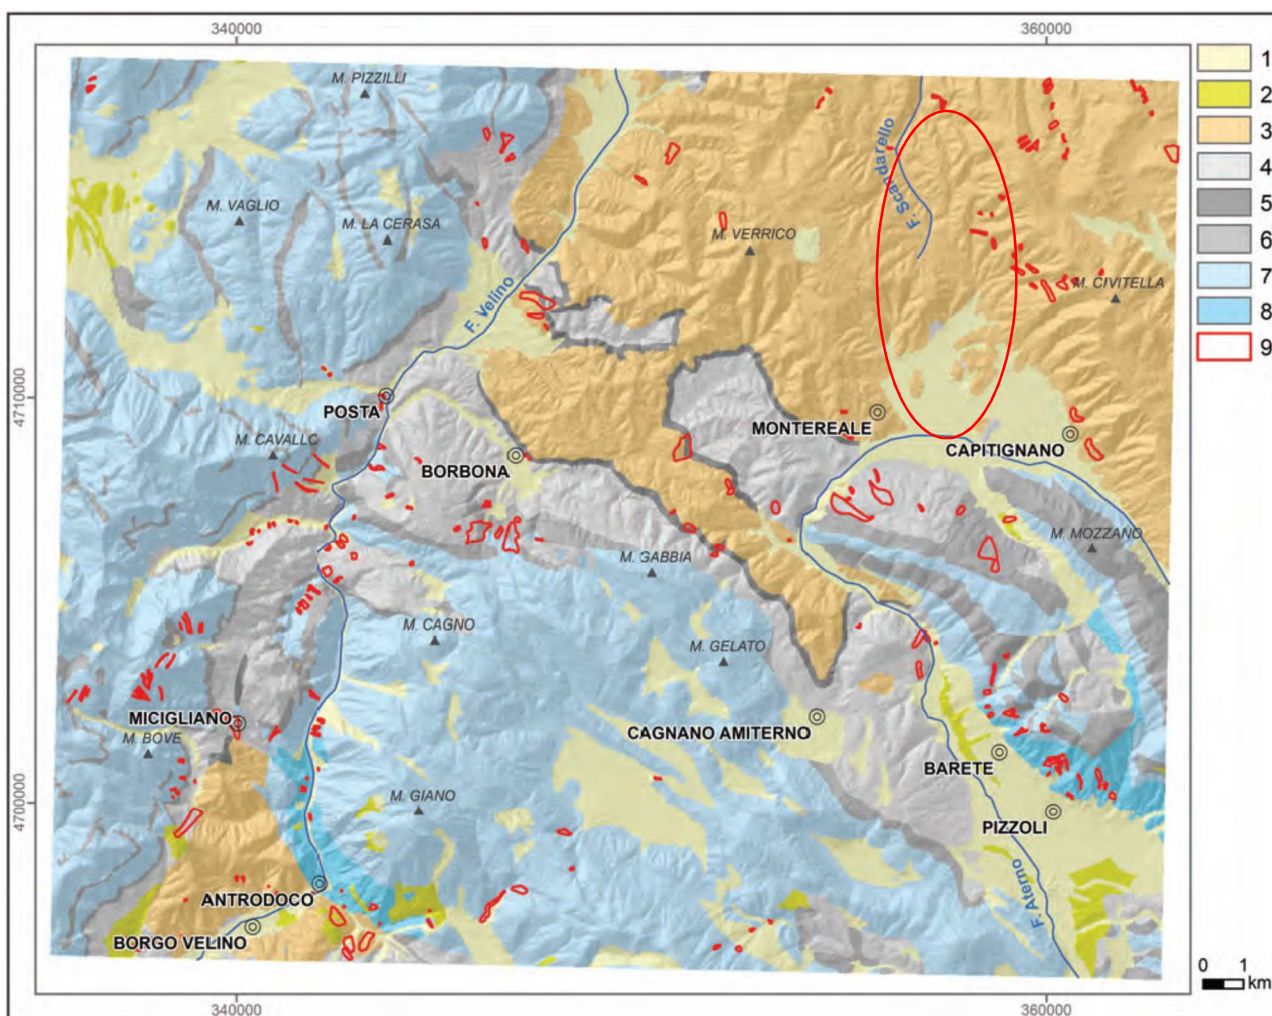 340000
360000
1
2
3
4
5
6
7
8
9
M. PIZZILLI
F. Scandarello
M. VAGLIO
M. LA CERASA
M. VERRICO
M. CIVITELLA
F. Velino
4710000
POSTA
MONTEREALE
M. CAVALLO
BORBONA
CAPITIGNANO
M. MOZZANO
M. GABBIA
M. CAGNO
M. GELATO
MICIGLIANO
M. BOVE
CAGNANO AMITERNO
BARETE
4700000
M. GIANO
PIZZOLI
ANTRODOCO
F. Aterno
BORGO VELINO
0 1
km
340000
360000